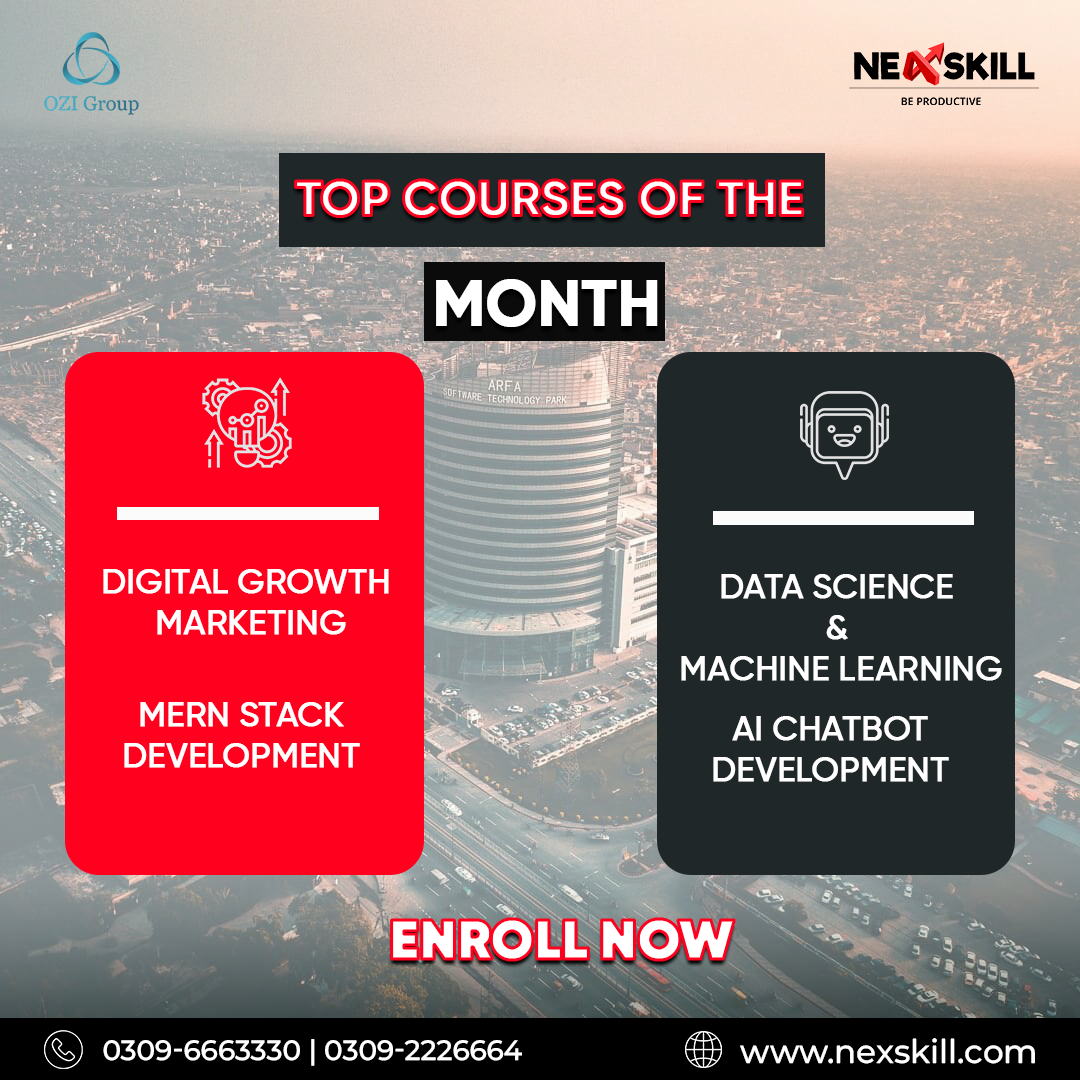 OZI Group
NEXSKILL
BE PRODUCTIVE
TOP COURSES OF THE
MONTH
ARFA
SOFTWARE TECHNOLOGY PARK
DIGITAL GROWTH
MARKETING
MERN STACK
DEVELOPMENT
DATA SCIENCE
&
MACHINE LEARNING
AI CHATBOT
DEVELOPMENT
ENROLL NOW
0309-6663330 | 0309-2226664
www.nexskill.com